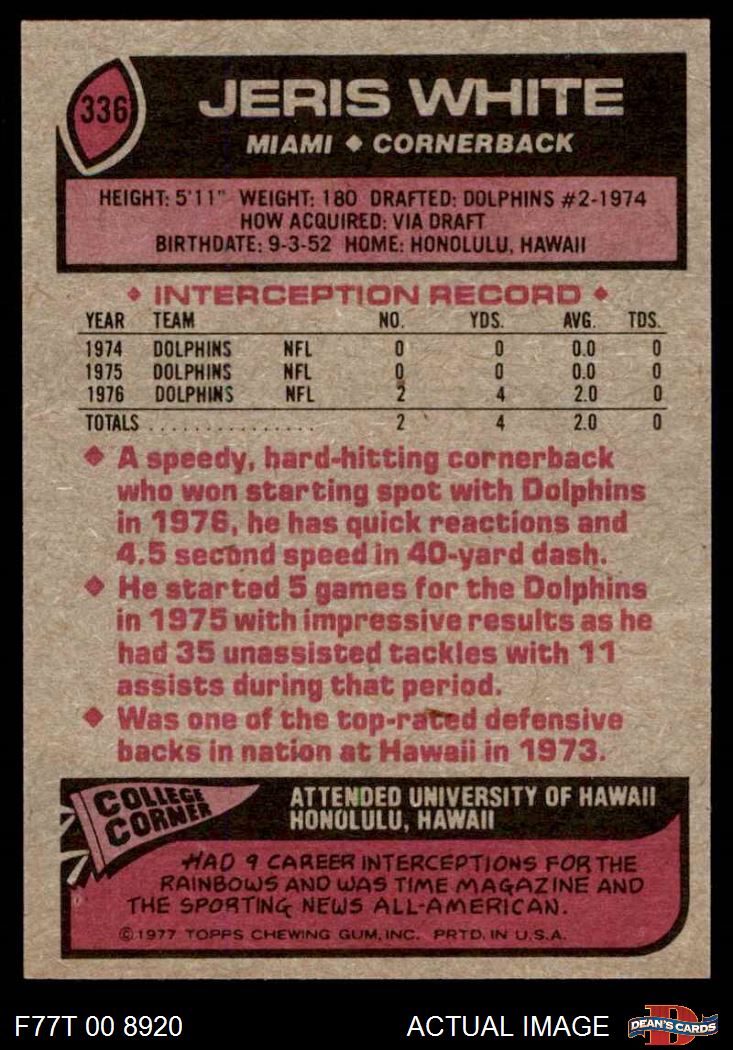 336
JERIS WHITE
MIAMI ◆ CORNERBACK
HEIGHT: 5'11" WEIGHT: 180 DRAFTED: DOLPHINS #2-1974
HOW ACQUIRED: VIA DRAFT
BIRTHDATE: 9-3-52 HOME: HONOLULU, HAWAII
◆ INTERCEPTION RECORD ◆
YEAR TEAM NO. YDS. AVG. TDS.
1974 DOLPHINS NFL 0 0 0.0 0
1975 DOLPHINS NFL 0 0 0.0 0
1976 DOLPHINS NFL 2 4 2.0 0
TOTALS . . . . . . . . . . . . . . . 2 4 2.0 0
◆ A speedy, hard-hitting cornerback
who won starting spot with Dolphins
in 1976, he has quick reactions and
4.5 second speed in 40-yard dash.
◆ He started 5 games for the Dolphins
in 1975 with impressive results as he
had 35 unassisted tackles with 11
assists during that period.
◆ Was one of the top-rated defensive
backs in nation at Hawaii in 1973.
COLLEGE
CORNER
ATTENDED UNIVERSITY OF HAWAII
HONOLULU, HAWAII
HAD 9 CAREER INTERCEPTIONS FOR THE
RAINBOWS AND WAS TIME MAGAZINE AND
THE SPORTING NEWS ALL-AMERICAN.
©1977 TOPPS CHEWING GUM, INC. PRTD. IN U.S.A.
F77T 00 8920
ACTUAL IMAGE
D
DEAN'S CARDS